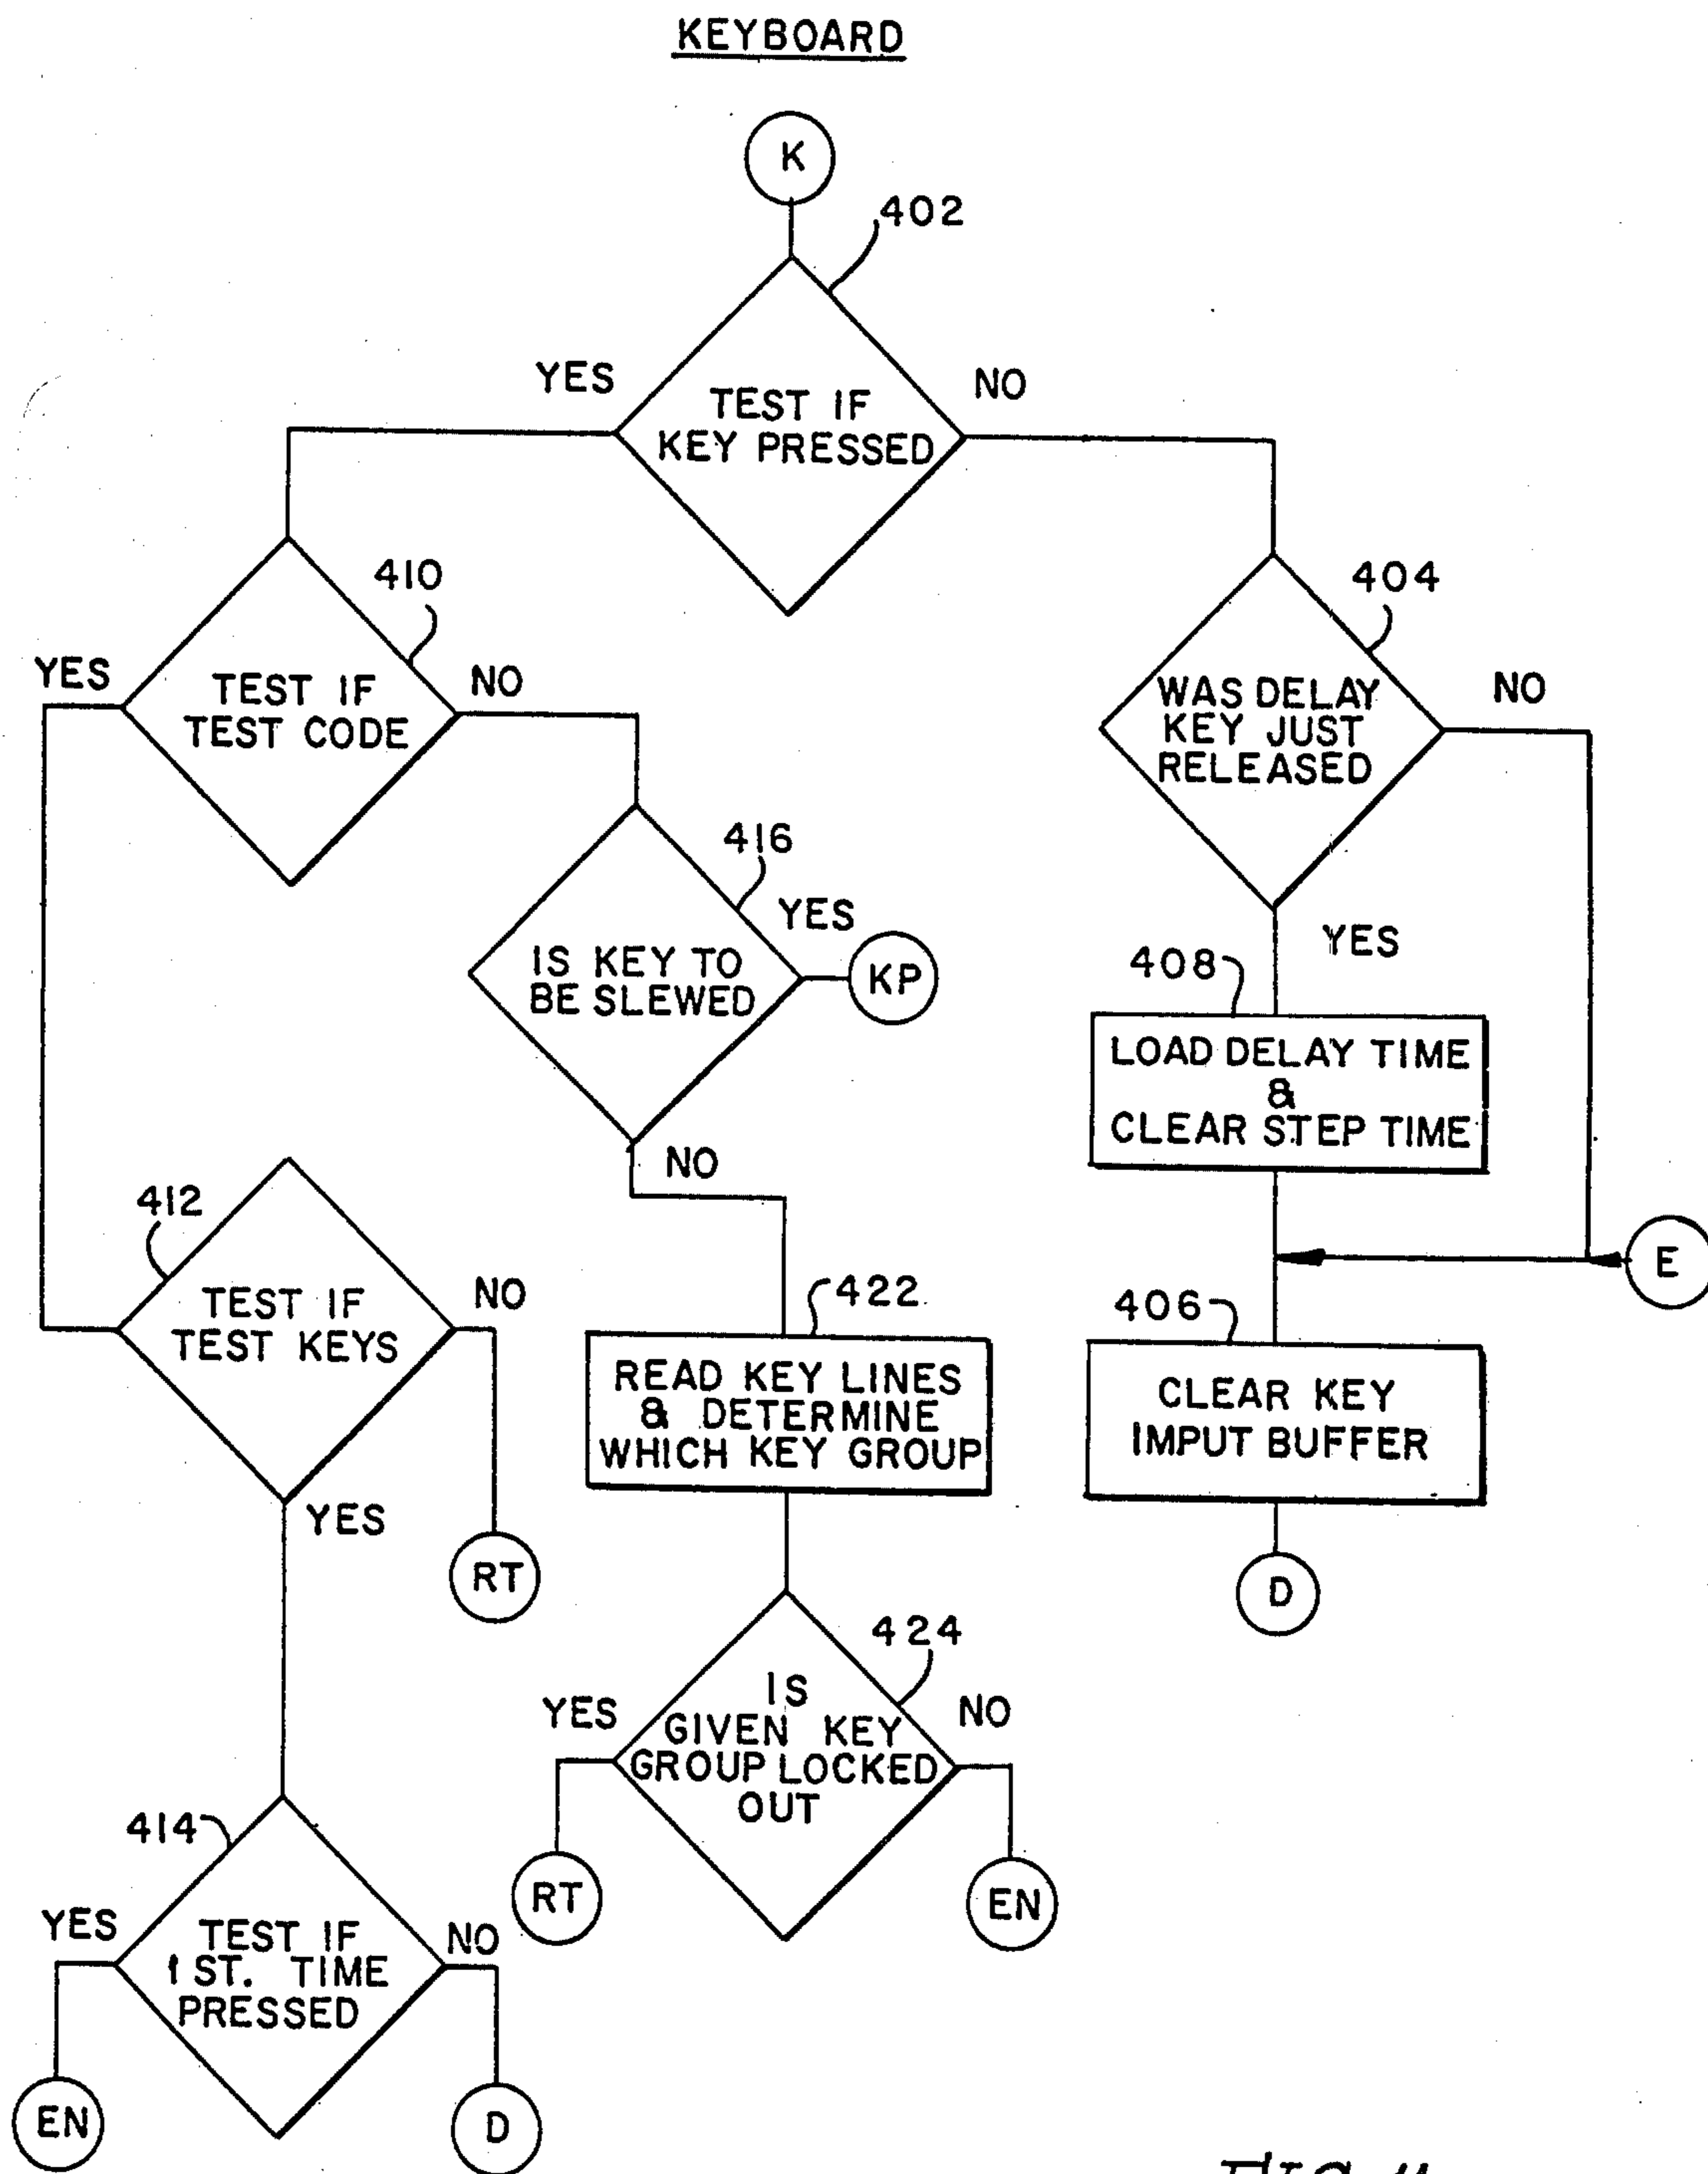 KEYBOARD
K
402
YES
NO
TEST IF
KEY PRESSED
410
404
YES
NO
TEST IF
TEST CODE
NO
WAS DELAY
KEY JUST
RELEASED
416
YES
IS KEY TO
BE SLEWED
KP
YES
408
LOAD DELAY TIME
&
CLEAR STEP TIME
NO
412
TEST IF
TEST KEYS
NO
422
E
406
READ KEY LINES
& DETERMINE
WHICH KEY GROUP
CLEAR KEY
IMPUT BUFFER
YES
RT
D
424
IS
GIVEN KEY
GROUP LOCKED
OUT
YES
NO
414
RT
EN
YES
TEST IF
1 ST. TIME
PRESSED
NO
EN
D